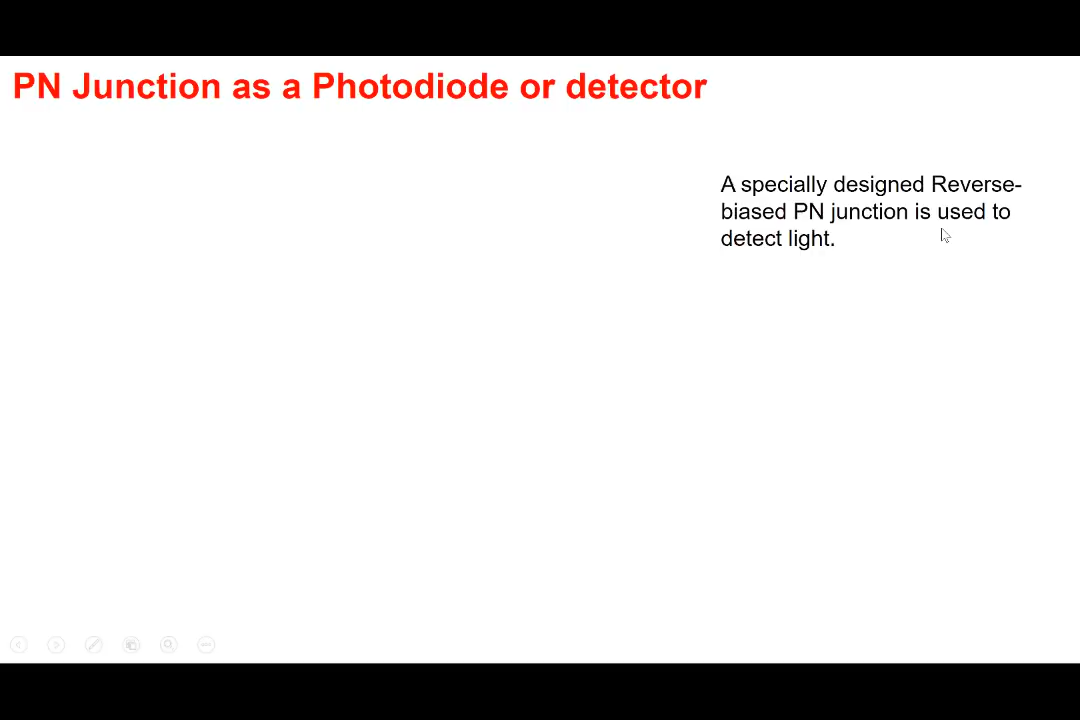 PN Junction as a Photodiode or detector
A specially designed Reverse-
biased PN junction is used to
detect light.